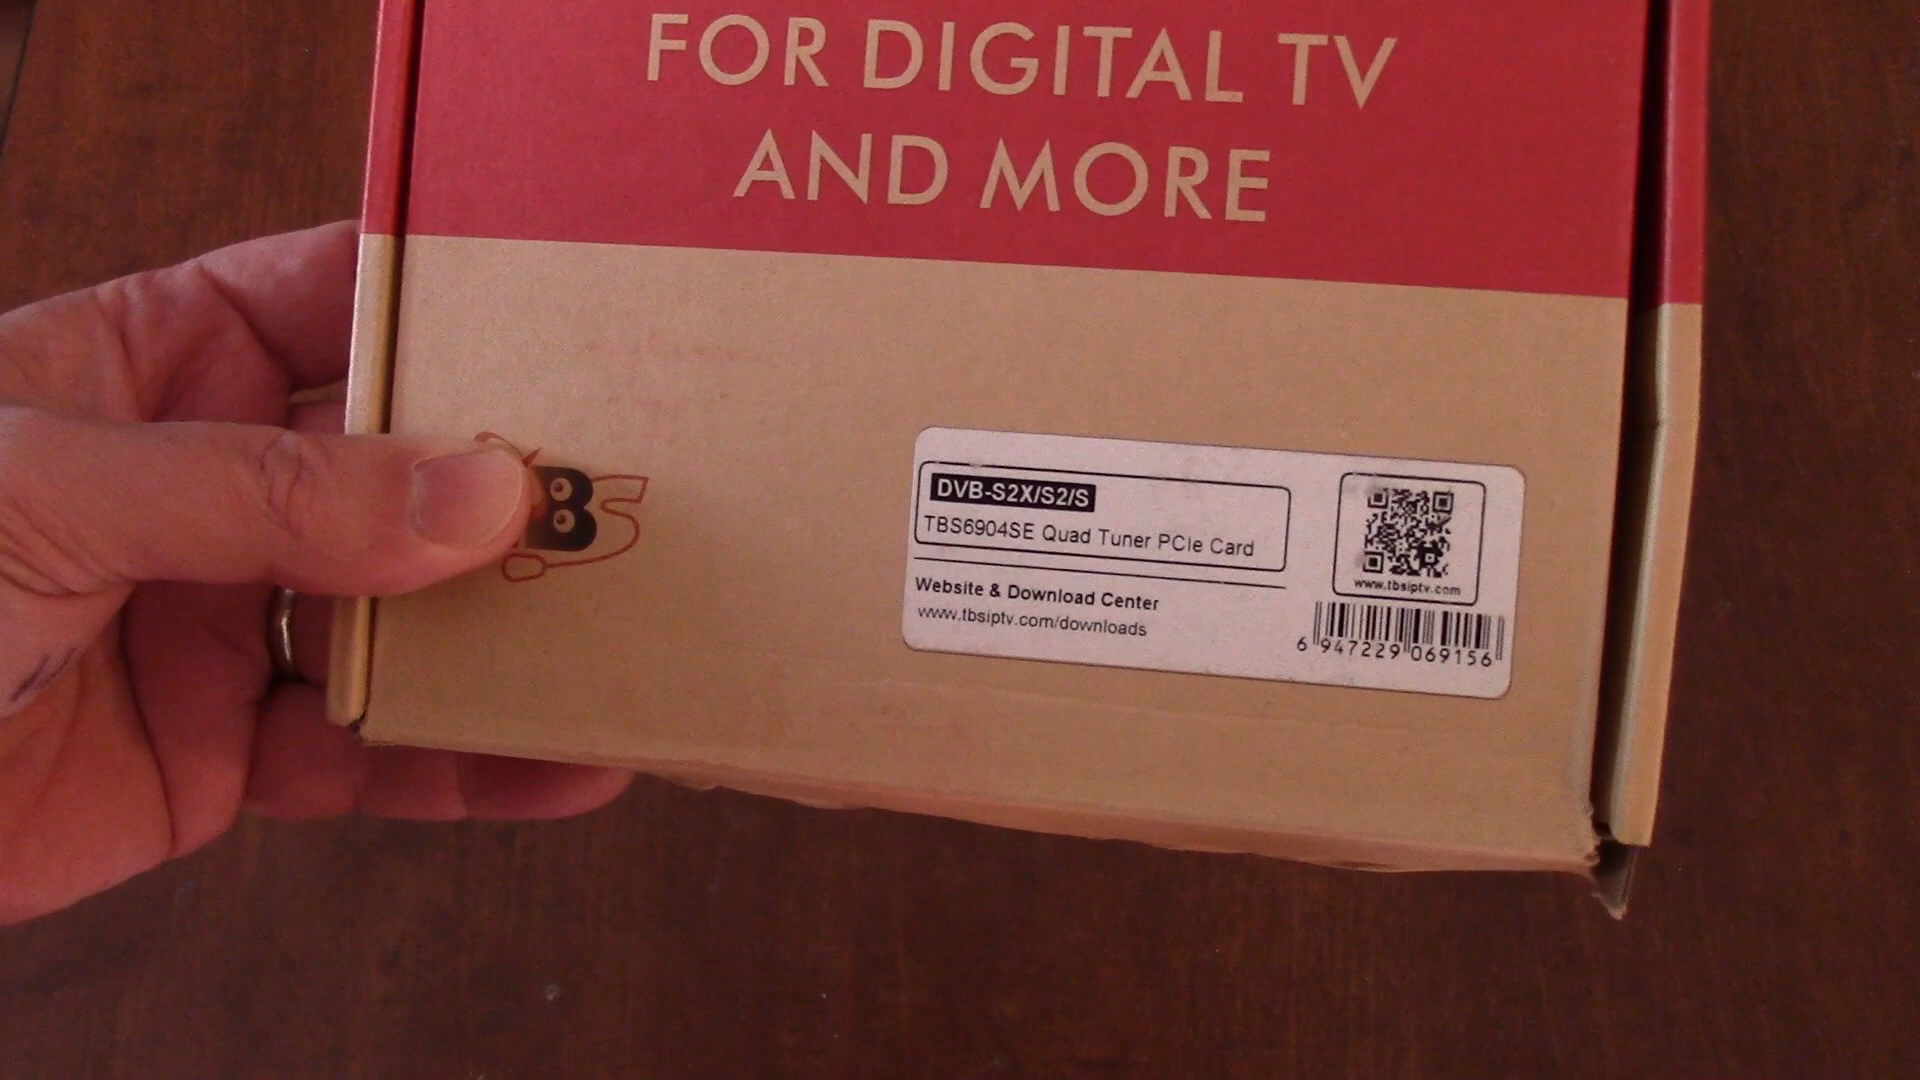 FOR DIGITAL TV
AND MORE
BS
DVB-S2X/S2/S
TBS6904SE Quad Tuner PCIe Card
Website & Download Center
www.tbsiptv.com/downloads
www.tbsiptv.com
6 947229 069156